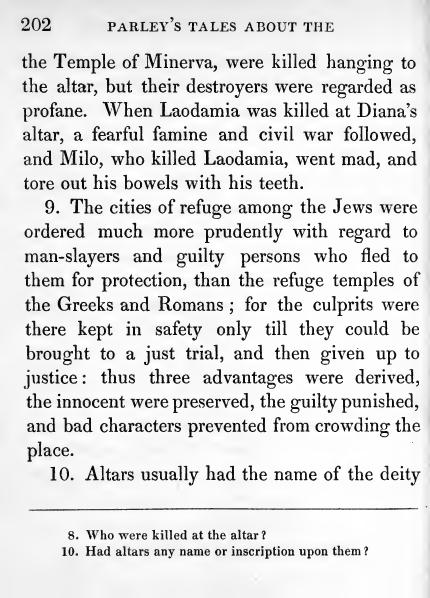 202 PARLEY'S TALES ABOUT THE
the Temple of Minerva, were killed hanging to
the altar, but their destroyers were regarded as
profane. When Laodamia was killed at Diana's
altar, a fearful famine and civil war followed,
and Milo, who killed Laodamia, went mad, and
tore out his bowels with his teeth.
9. The cities of refuge among the Jews were
ordered much more prudently with regard to
man-slayers and guilty persons who fled to
them for protection, than the refuge temples of
the Greeks and Romans; for the culprits were
there kept in safety only till they could be
brought to a just trial, and then given up to
justice: thus three advantages were derived,
the innocent were preserved, the guilty punished,
and bad characters prevented from crowding the
place.
10. Altars usually had the name of the deity
8. Who were killed at the altar?
10. Had altars any name or inscription upon them?